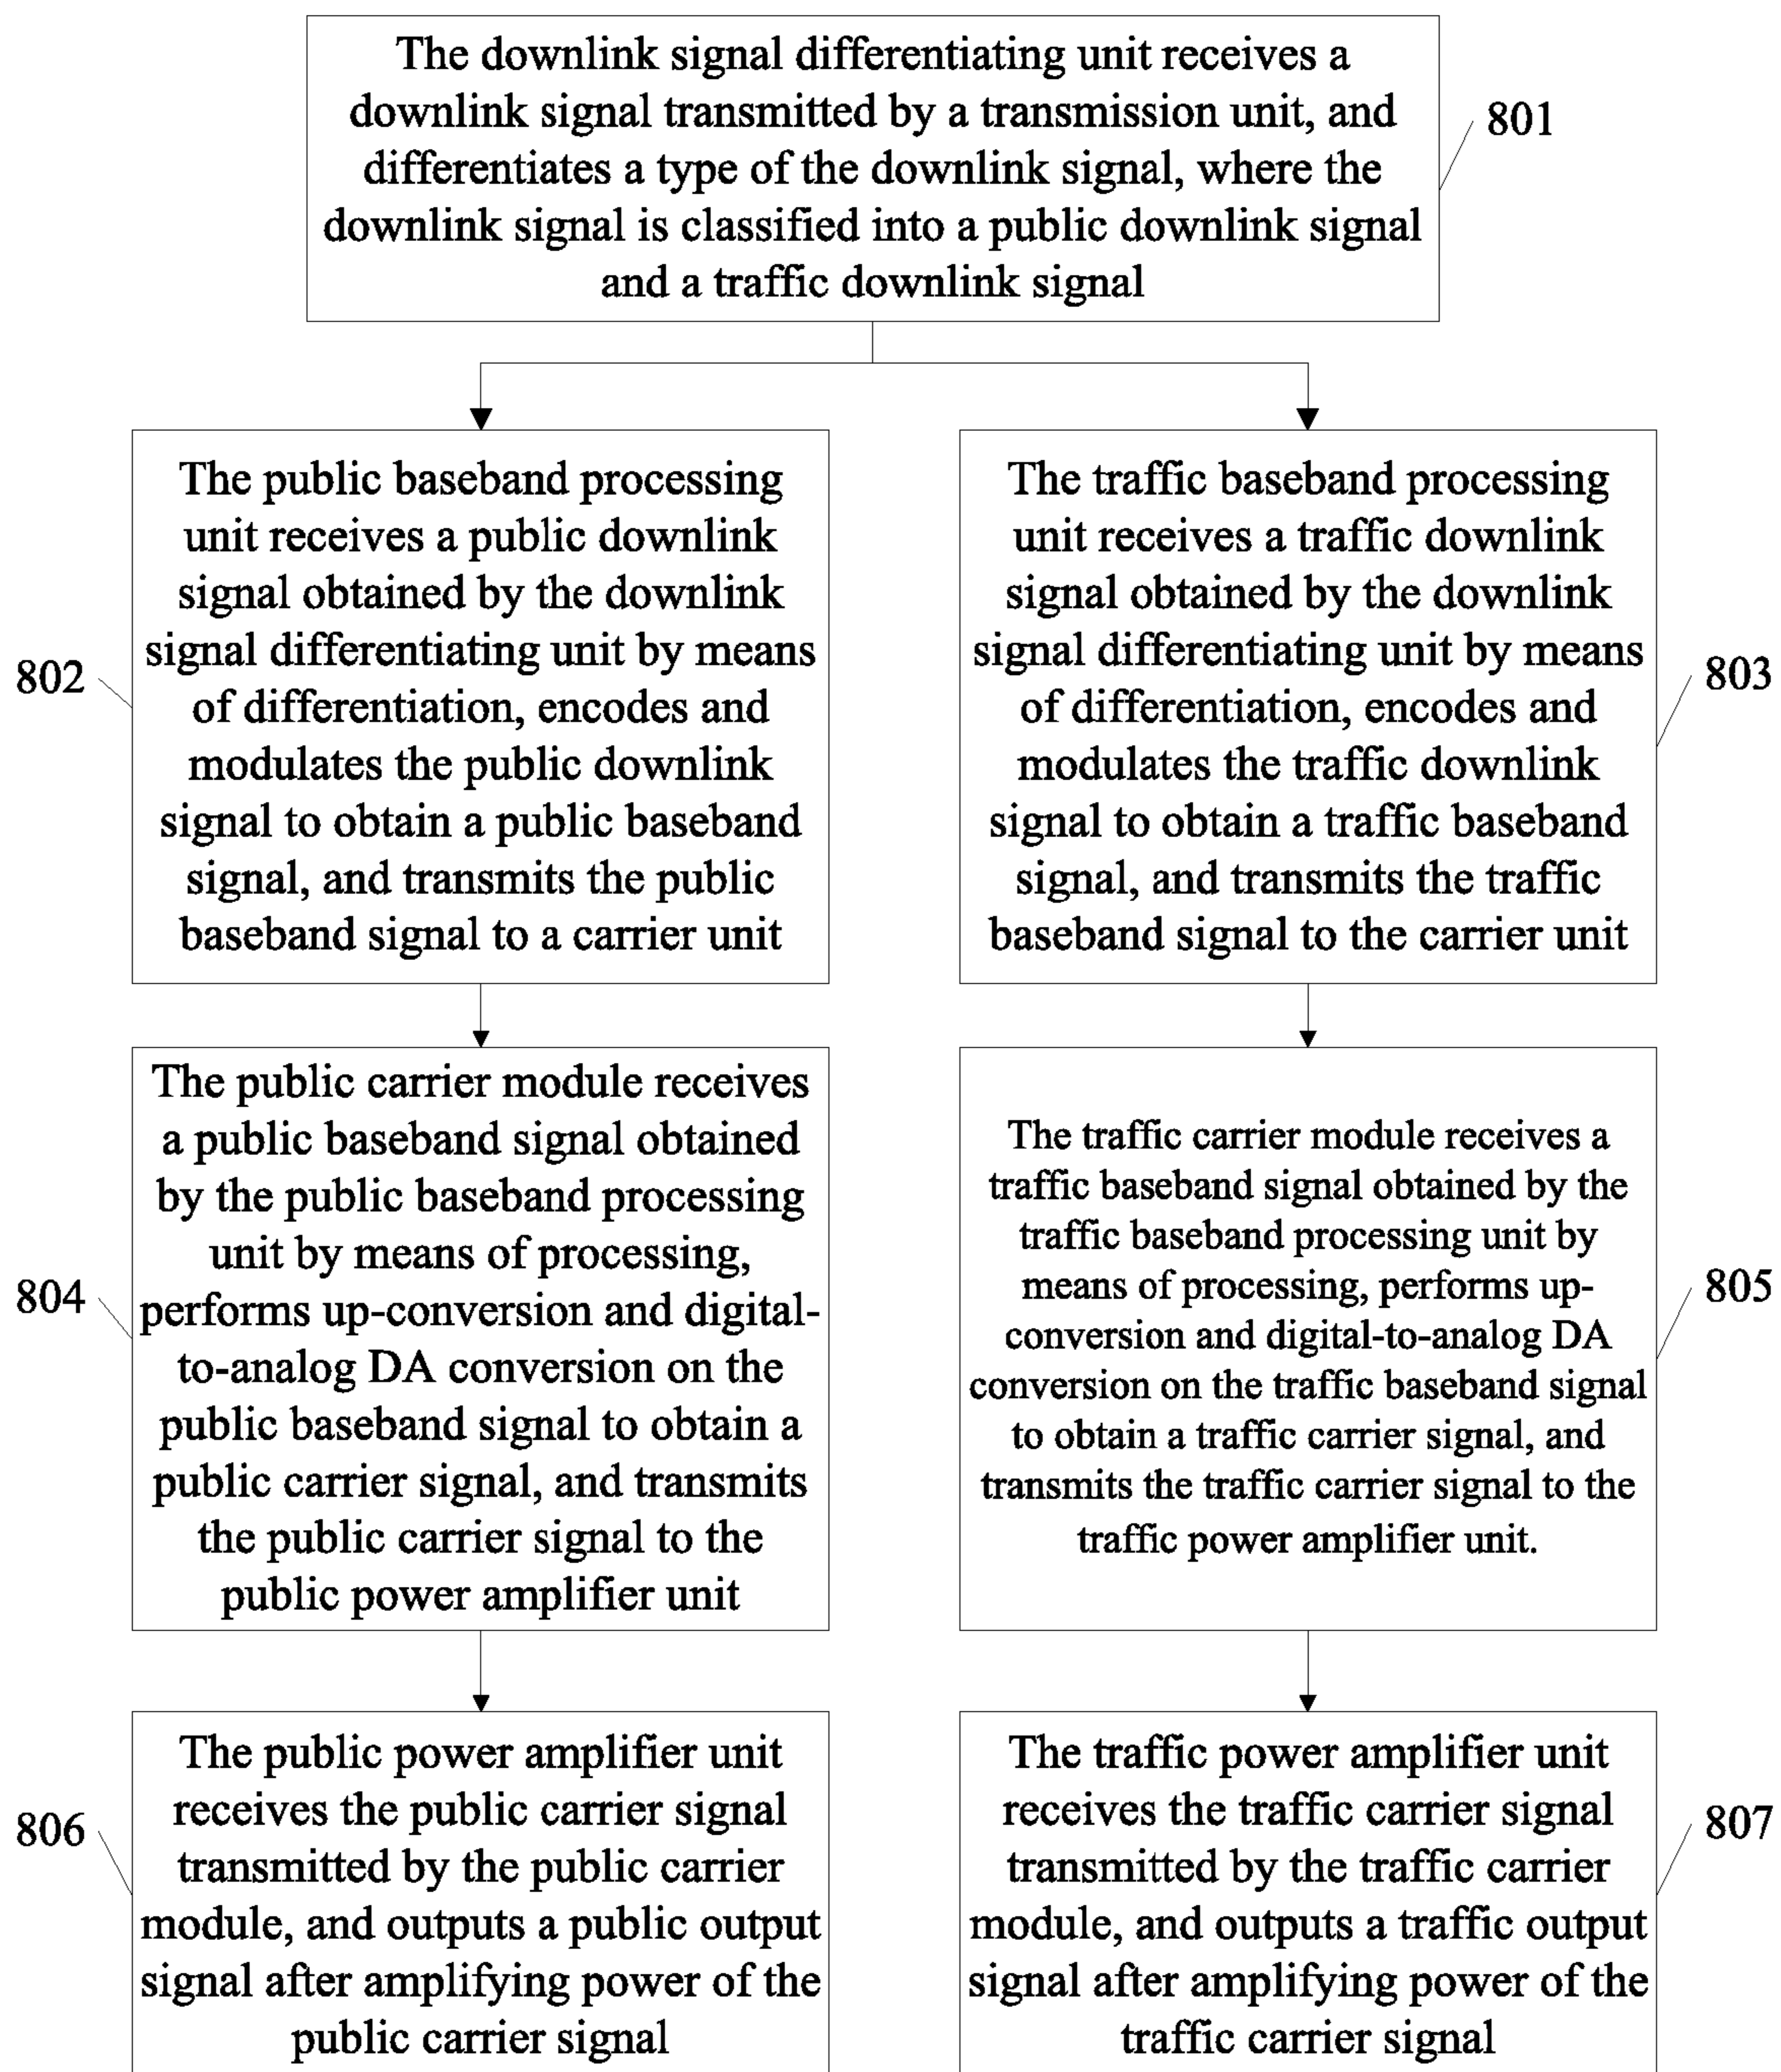 The downlink signal differentiating unit receives a
downlink signal transmitted by a transmission unit, and
differentiates a type of the downlink signal, where the
downlink signal is classified into a public downlink signal
and a traffic downlink signal
801
The public baseband processing
unit receives a public downlink
signal obtained by the downlink
signal differentiating unit by means
of differentiation, encodes and
modulates the public downlink
signal to obtain a public baseband
signal, and transmits the public
baseband signal to a carrier unit
802
The traffic baseband processing
unit receives a traffic downlink
signal obtained by the downlink
signal differentiating unit by means
of differentiation, encodes and
modulates the traffic downlink
signal to obtain a traffic baseband
signal, and transmits the traffic
baseband signal to the carrier unit
803
The public carrier module receives
a public baseband signal obtained
by the public baseband processing
unit by means of processing,
performs up-conversion and digital-
to-analog DA conversion on the
public baseband signal to obtain a
public carrier signal, and transmits
the public carrier signal to the
public power amplifier unit
804
The traffic carrier module receives a
traffic baseband signal obtained by the
traffic baseband processing unit by
means of processing, performs up-
conversion and digital-to-analog DA
conversion on the traffic baseband signal
to obtain a traffic carrier signal, and
transmits the traffic carrier signal to the
traffic power amplifier unit.
805
The public power amplifier unit
receives the public carrier signal
transmitted by the public carrier
module, and outputs a public output
signal after amplifying power of the
public carrier signal
806
The traffic power amplifier unit
receives the traffic carrier signal
transmitted by the traffic carrier
module, and outputs a traffic output
signal after amplifying power of the
traffic carrier signal
807